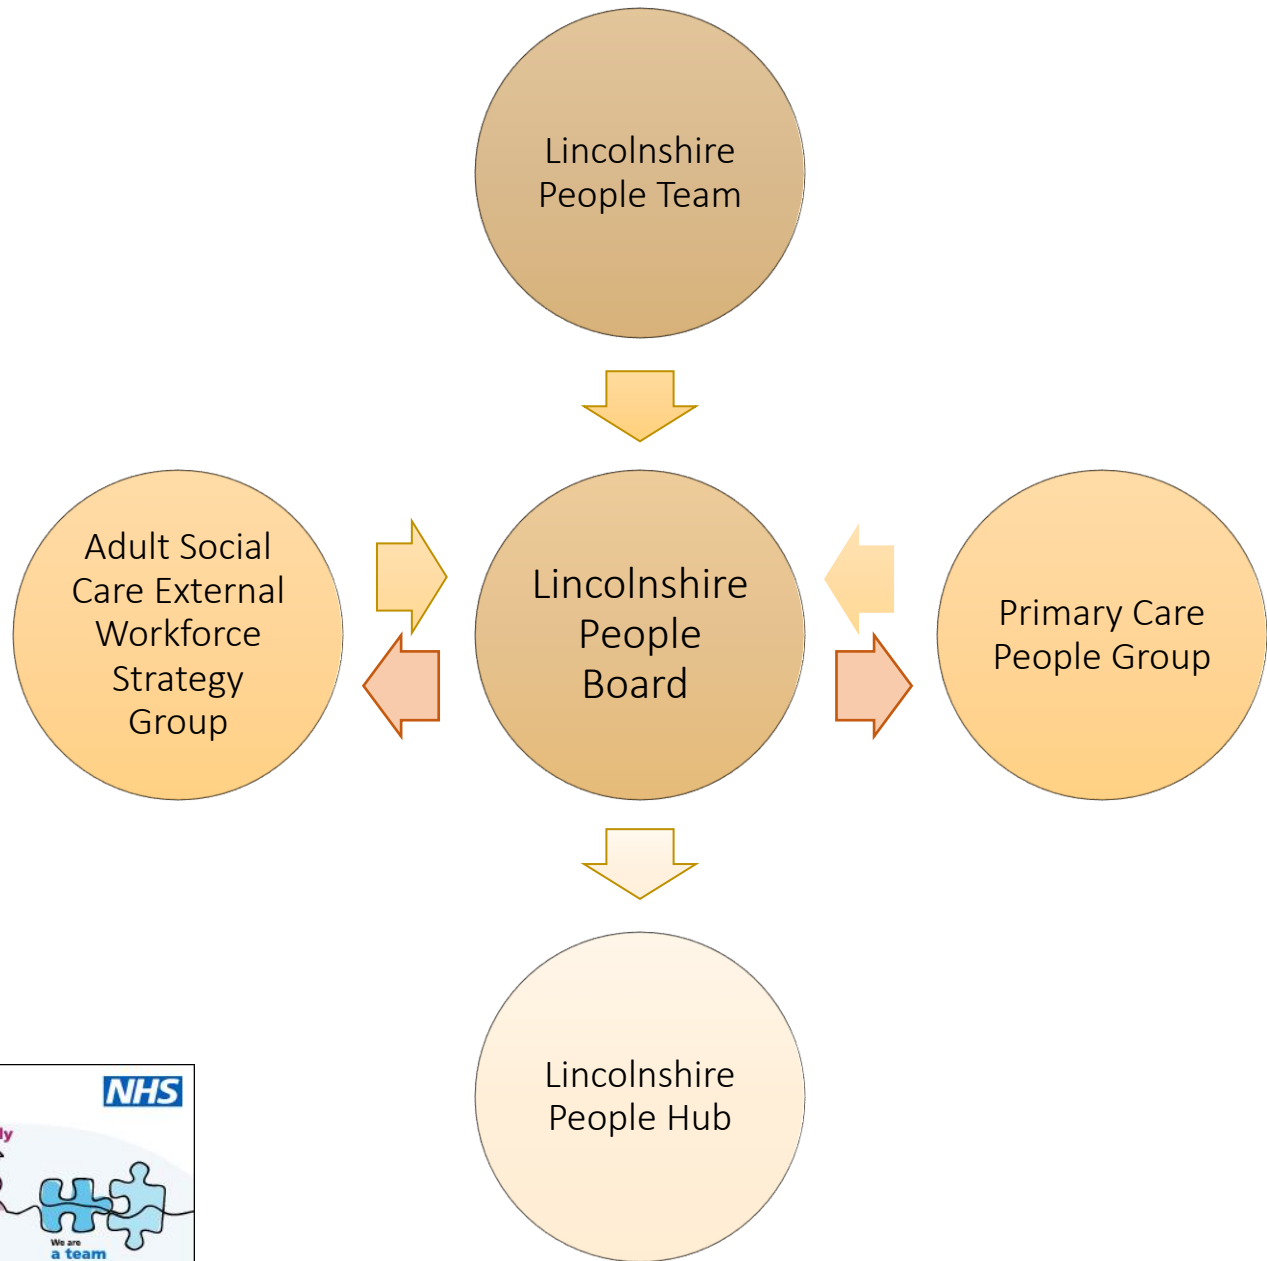 Lincolnshire
People Team
Adult Social
Care External
Workforce
Strategy
Group
Lincolnshire
People
Board
Primary Care
People Group
Lincolnshire
People Hub
NHS
We are
a team